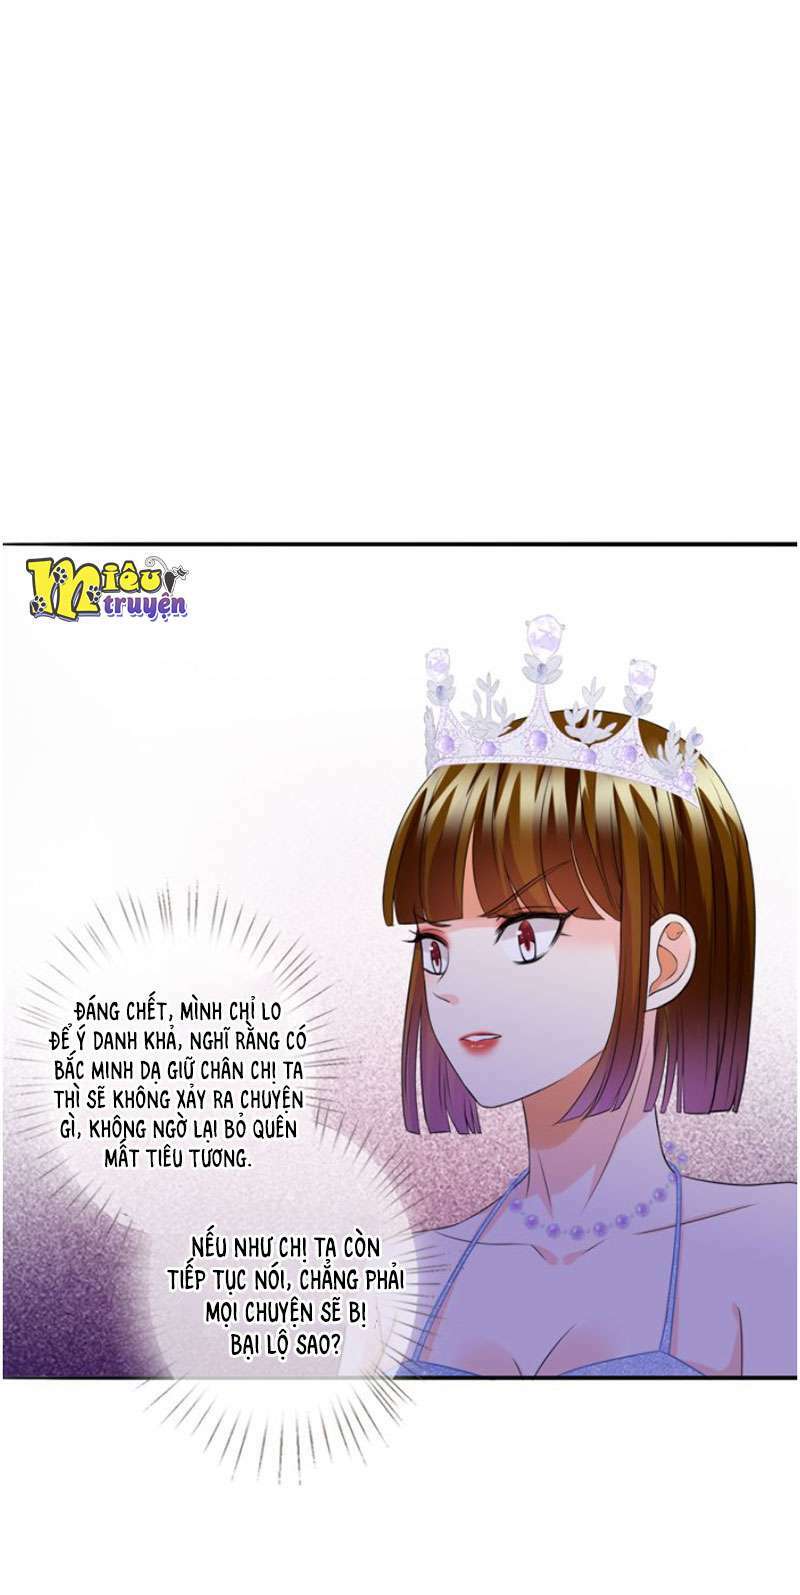 Miêu
truyện
ĐÁNG CHẾT, MÌNH CHỈ LO
ĐỂ Ý DANH KHẢ, NGHĨ RẰNG CÓ
BẮC MINH DẠ GIỮ CHÂN CHỊ TA
THÌ SẼ KHÔNG XẢY RA CHUYỆN
GÌ, KHÔNG NGỜ LẠI BỎ QUÊN
MẤT TIÊU TƯƠNG.
NẾU NHƯ CHỊ TA CÒN
TIẾP TỤC NÓI, CHẲNG PHẢI
MỌI CHUYỆN SẼ BỊ
BẠI LỘ SAO?